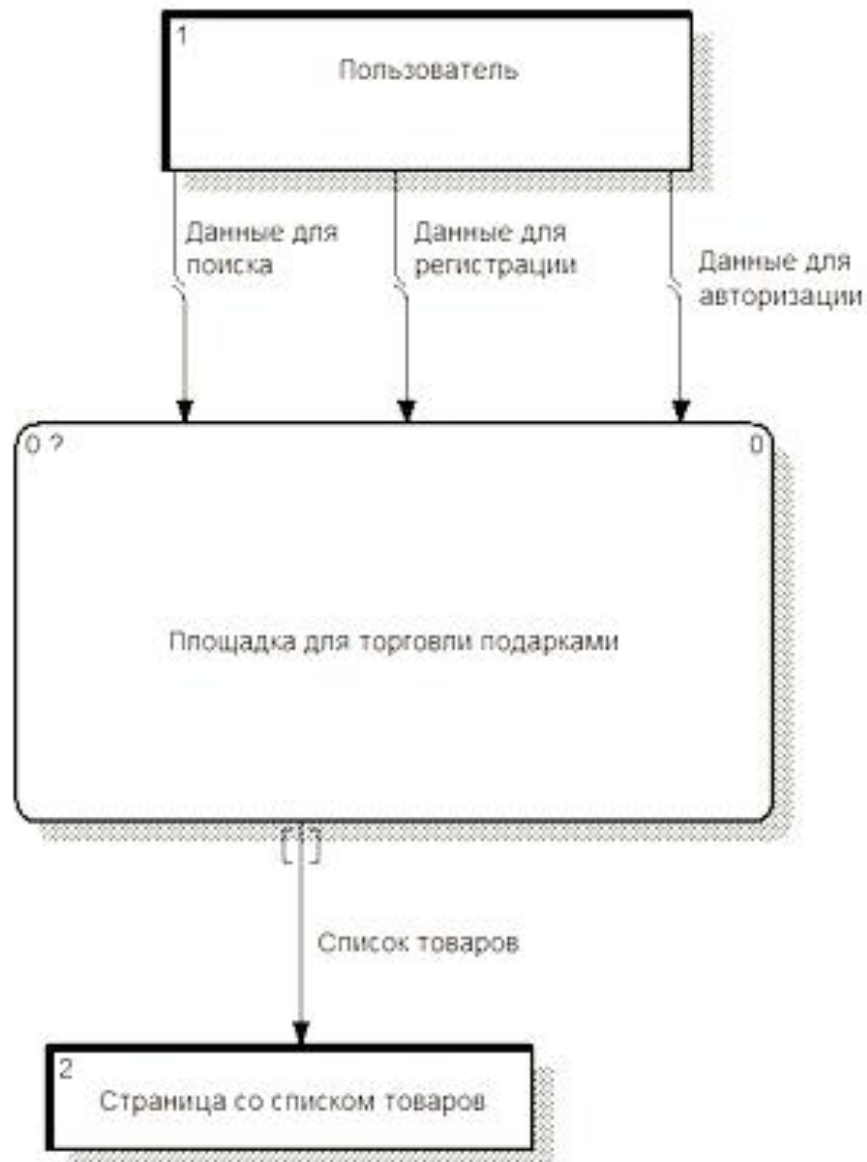 1
Пользователь
Данные для
поиска
Данные для
регистрации
Данные для
авторизации
0 ?
0
Площадка для торговли подарками
Список товаров
2
Страница со списком товаров